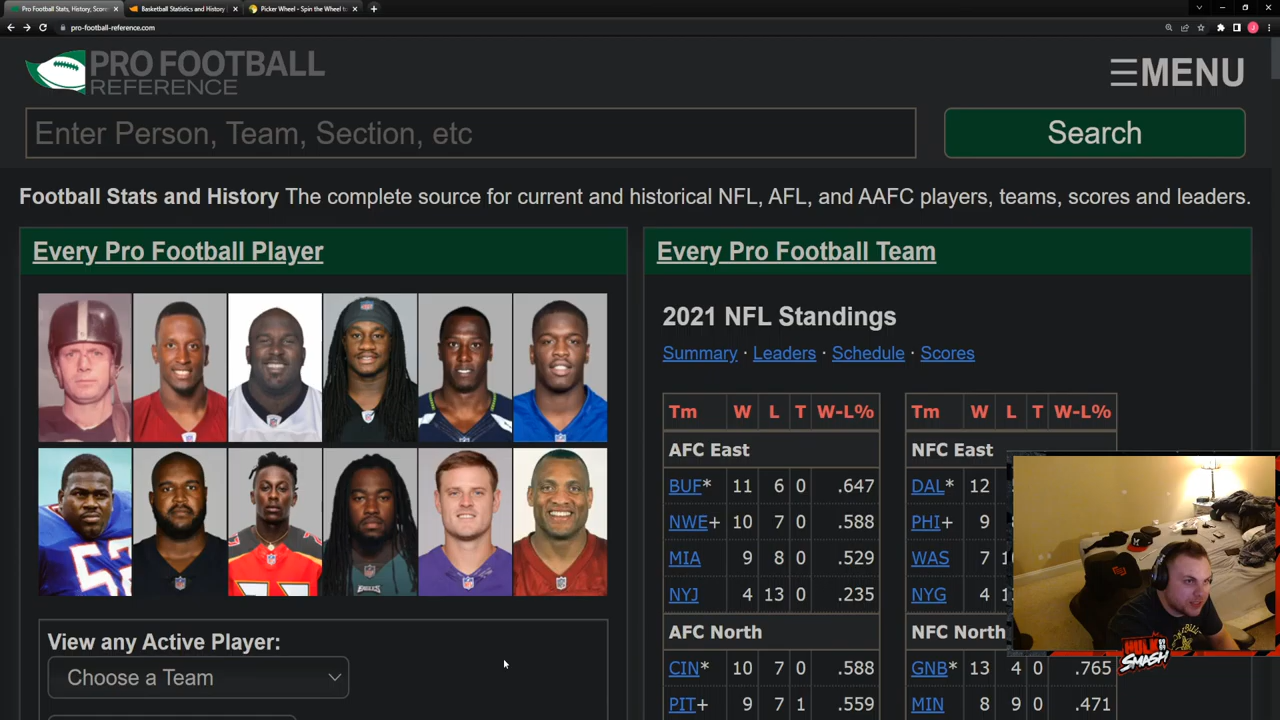 Pro Football Stats, History, Score
Basketball Statistics and History
Picker Wheel - Spin the Wheel to
pro-football-reference.com
PRO FOOTBALL
REFERENCE
☰MENU
Enter Person, Team, Section, etc
Search
Football Stats and History The complete source for current and historical NFL, AFL, and AAFC players, teams, scores and leaders.
Every Pro Football Player
Every Pro Football Team
2021 NFL Standings
Summary · Leaders · Schedule · Scores
Tm W L T W-L%
AFC East
BUF* 11 6 0 .647
NWE+ 10 7 0 .588
MIA 9 8 0 .529
NYJ 4 13 0 .235
AFC North
CIN* 10 7 0 .588
PIT+ 9 7 1 .559
Tm W L T W-L%
NFC East
DAL* 12
PHI+ 9
WAS 7
NYG 4
NFC North
GNB* 13 4 0 .765
MIN 8 9 0 .471
View any Active Player:
Choose a Team
HULK
SMASH